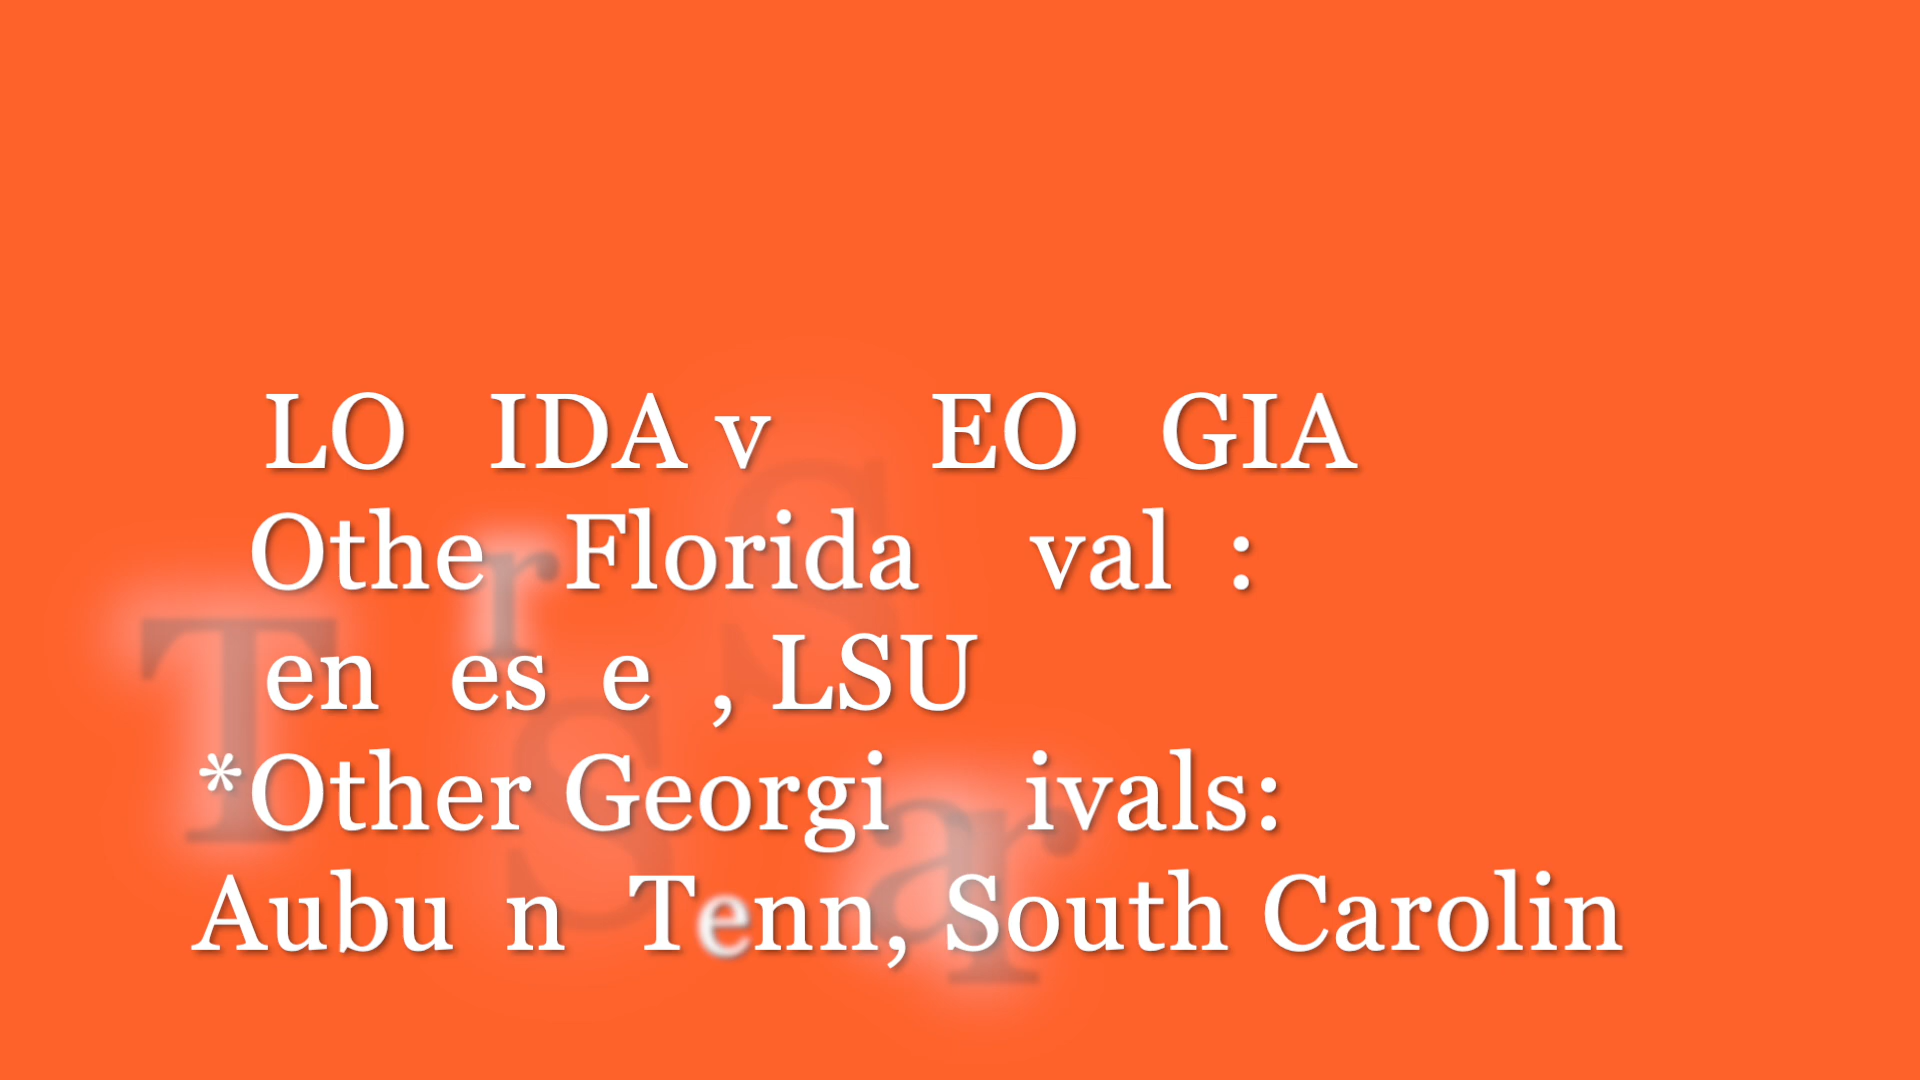 LO IDA v EO GIA
Othe r Florida val :
T en es e , LSU
*Other Georgi a r ivals:
Aubu n Tenn, South Carolin